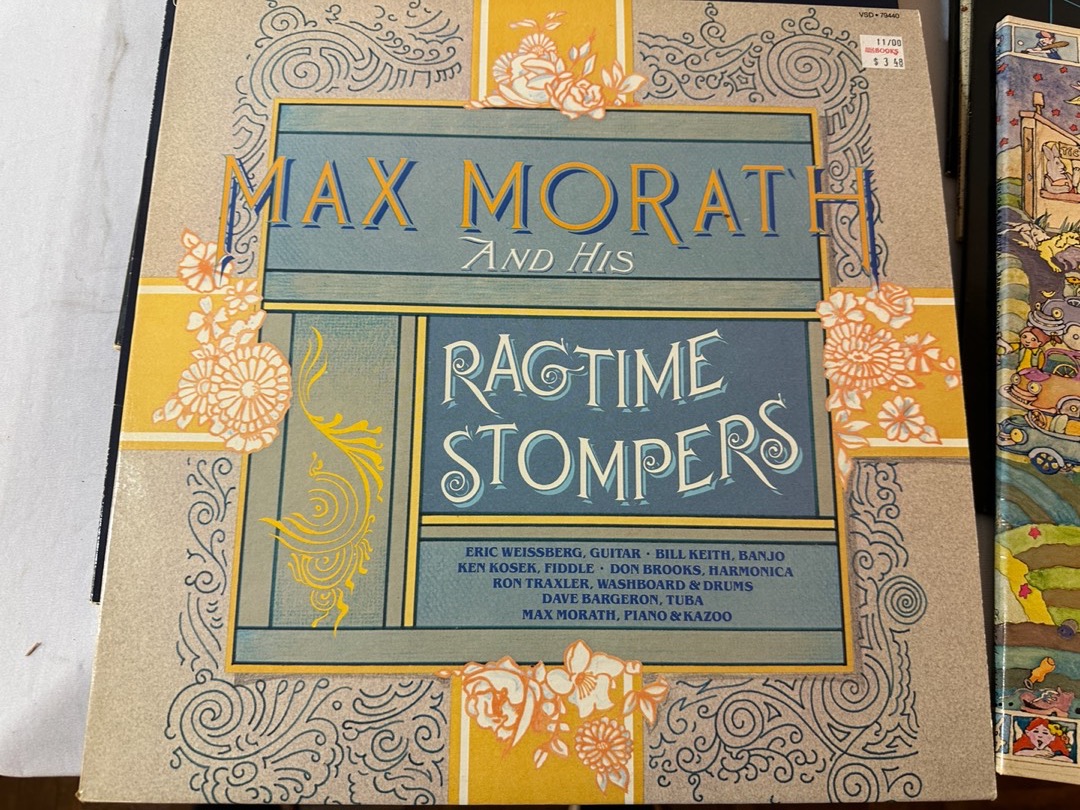 VSD • 79440
11/00
BOOKS
$ 3.48
MAX MORATH
AND HIS
RAGTIME
STOMPERS
ERIC WEISSBERG, GUITAR · BILL KEITH, BANJO
KEN KOSEK, FIDDLE · DON BROOKS, HARMONICA
RON TRAXLER, WASHBOARD & DRUMS
DAVE BARGERON, TUBA
MAX MORATH, PIANO & KAZOO